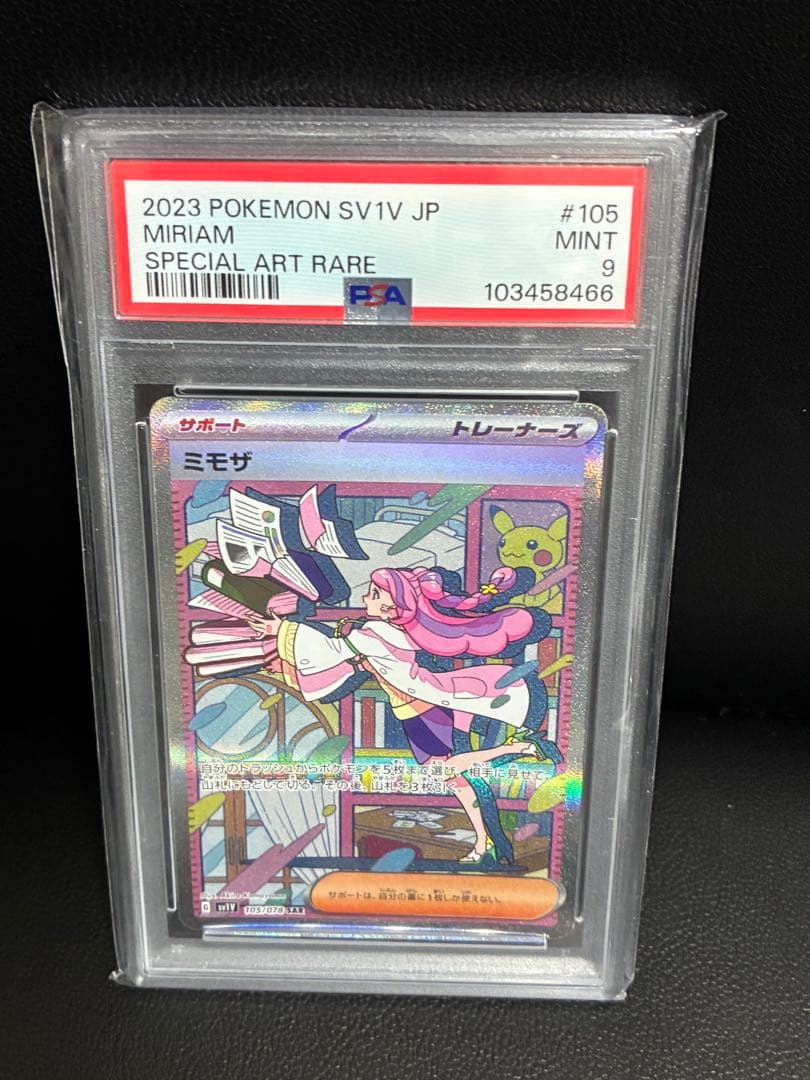 2023 POKEMON SV1V JP #105
MIRIAM MINT
SPECIAL ART RARE 9
PSA 103458466
サポート トレーナーズ
ミモザ
自分のトラッシュからポケモンを5枚まで選び、相手に見せて、
山札にもどして切る。その後、山札を3枚引く。
サポートは、自分の番に1枚しか使えない。
G sv1V 105/078 SAR